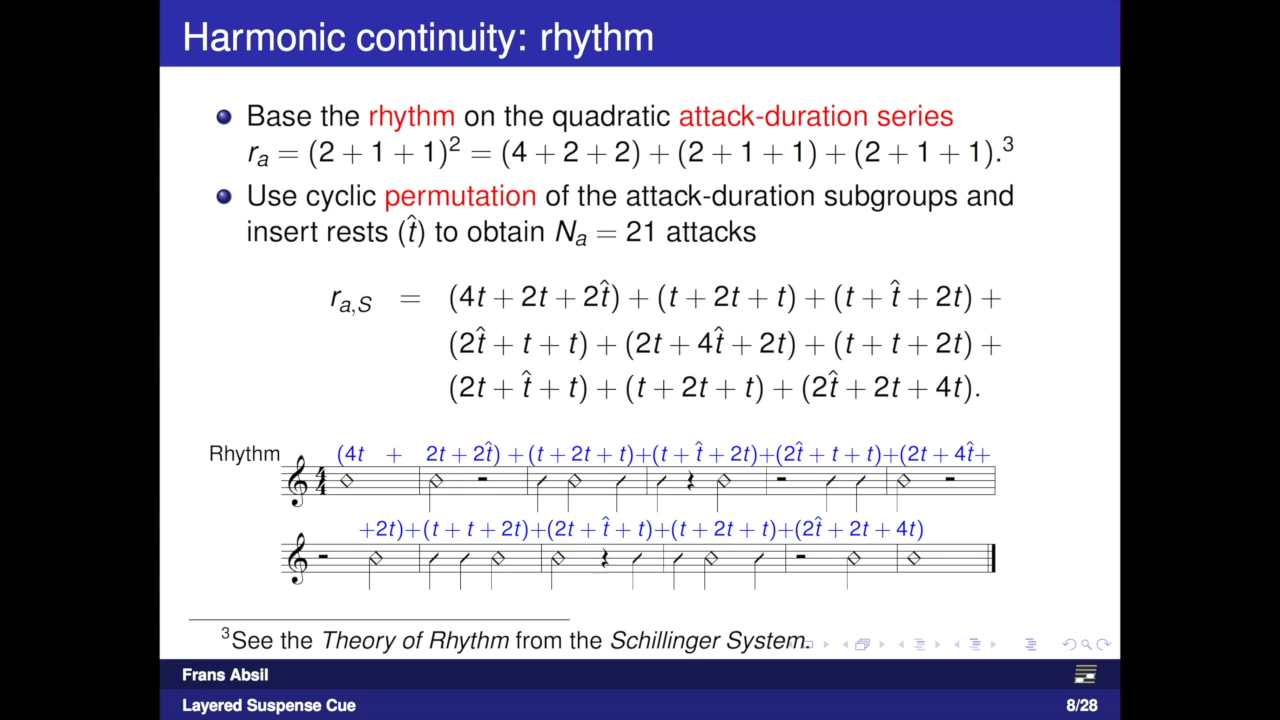 Harmonic continuity: rhythm
Base the rhythm on the quadratic attack-duration series
rₐ = (2 + 1 + 1)² = (4 + 2 + 2) + (2 + 1 + 1) + (2 + 1 + 1).³
Use cyclic permutation of the attack-duration subgroups and
insert rests (t̂) to obtain Nₐ = 21 attacks
r_{a,S} = (4t + 2t + 2t̂) + (t + 2t + t) + (t + t̂ + 2t) +
(2t̂ + t + t) + (2t + 4t̂ + 2t) + (t + t + 2t) +
(2t + t̂ + t) + (t + 2t + t) + (2t̂ + 2t + 4t).
Rhythm (4t + 2t + 2t̂) + (t + 2t + t)+(t + t̂ + 2t)+(2t̂ + t + t)+(2t + 4t̂+
4
4
+2t)+(t + t + 2t)+(2t + t̂ + t)+(t + 2t + t)+(2t̂ + 2t + 4t)
³See the Theory of Rhythm from the Schillinger System.
Frans Absil
Layered Suspense Cue 8/28